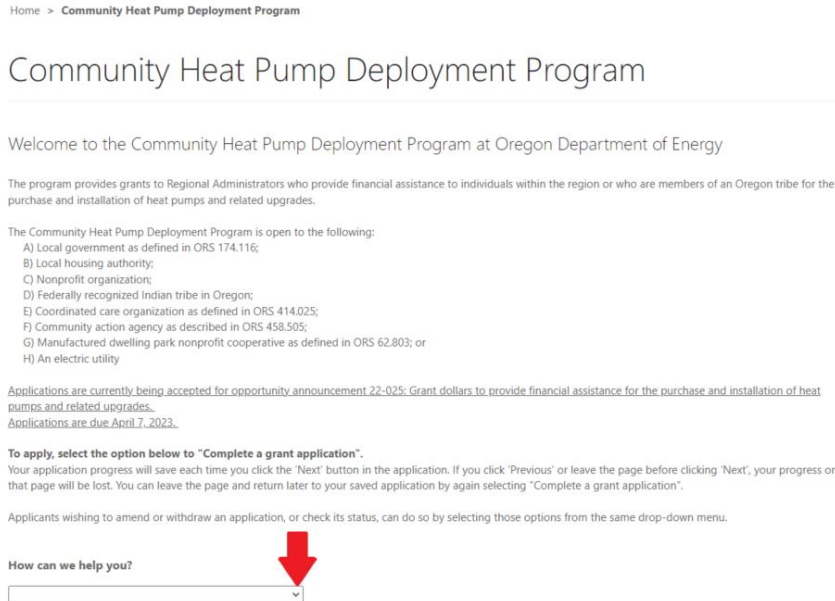 Home > Community Heat Pump Deployment Program
Community Heat Pump Deployment Program
Welcome to the Community Heat Pump Deployment Program at Oregon Department of Energy
The program provides grants to Regional Administrators who provide financial assistance to individuals within the region or who are members of an Oregon tribe for the
purchase and installation of heat pumps and related upgrades.
The Community Heat Pump Deployment Program is open to the following:
A) Local government as defined in ORS 174.116;
B) Local housing authority;
C) Nonprofit organization;
D) Federally recognized Indian tribe in Oregon;
E) Coordinated care organization as defined in ORS 414.025;
F) Community action agency as described in ORS 458.505;
G) Manufactured dwelling park nonprofit cooperative as defined in ORS 62.803; or
H) An electric utility
Applications are currently being accepted for opportunity announcement 22-025: Grant dollars to provide financial assistance for the purchase and installation of heat
pumps and related upgrades.
Applications are due April 7, 2023.
To apply, select the option below to "Complete a grant application".
Your application progress will save each time you click the 'Next' button in the application. If you click 'Previous' or leave the page before clicking 'Next', your progress on
that page will be lost. You can leave the page and return later to your saved application by again selecting "Complete a grant application".
Applicants wishing to amend or withdraw an application, or check its status, can do so by selecting those options from the same drop-down menu.
How can we help you?